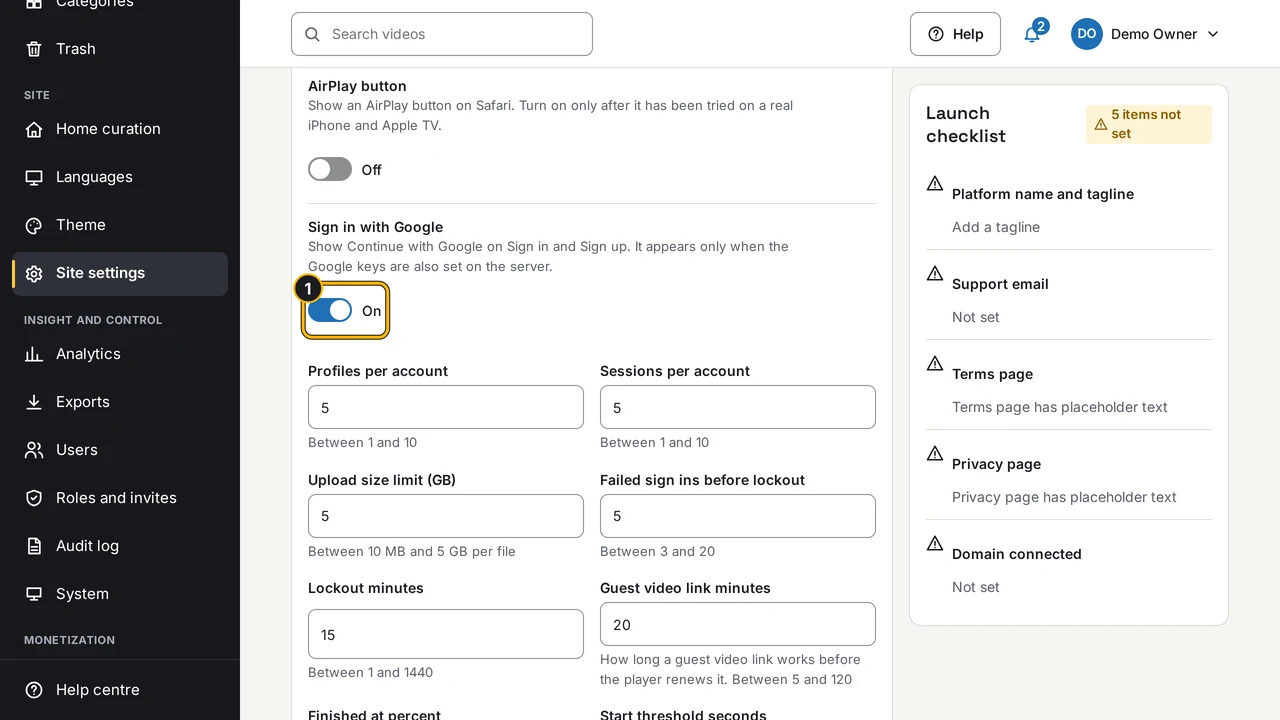 Categories
Trash
SITE
Home curation
Languages
Theme
Site settings
INSIGHT AND CONTROL
Analytics
Exports
Users
Roles and invites
Audit log
System
MONETIZATION
Help centre
Search videos
Help
2
DO
Demo Owner
AirPlay button
Show an AirPlay button on Safari. Turn on only after it has been tried on a real
iPhone and Apple TV.
Off
Sign in with Google
Show Continue with Google on Sign in and Sign up. It appears only when the
Google keys are also set on the server.
1
On
Profiles per account
5
Between 1 and 10
Sessions per account
5
Between 1 and 10
Upload size limit (GB)
5
Between 10 MB and 5 GB per file
Failed sign ins before lockout
5
Between 3 and 20
Lockout minutes
15
Between 1 and 1440
Guest video link minutes
20
How long a guest video link works before
the player renews it. Between 5 and 120
Finished at percent
Start threshold seconds
Launch
checklist
5 items not
set
Platform name and tagline
Add a tagline
Support email
Not set
Terms page
Terms page has placeholder text
Privacy page
Privacy page has placeholder text
Domain connected
Not set